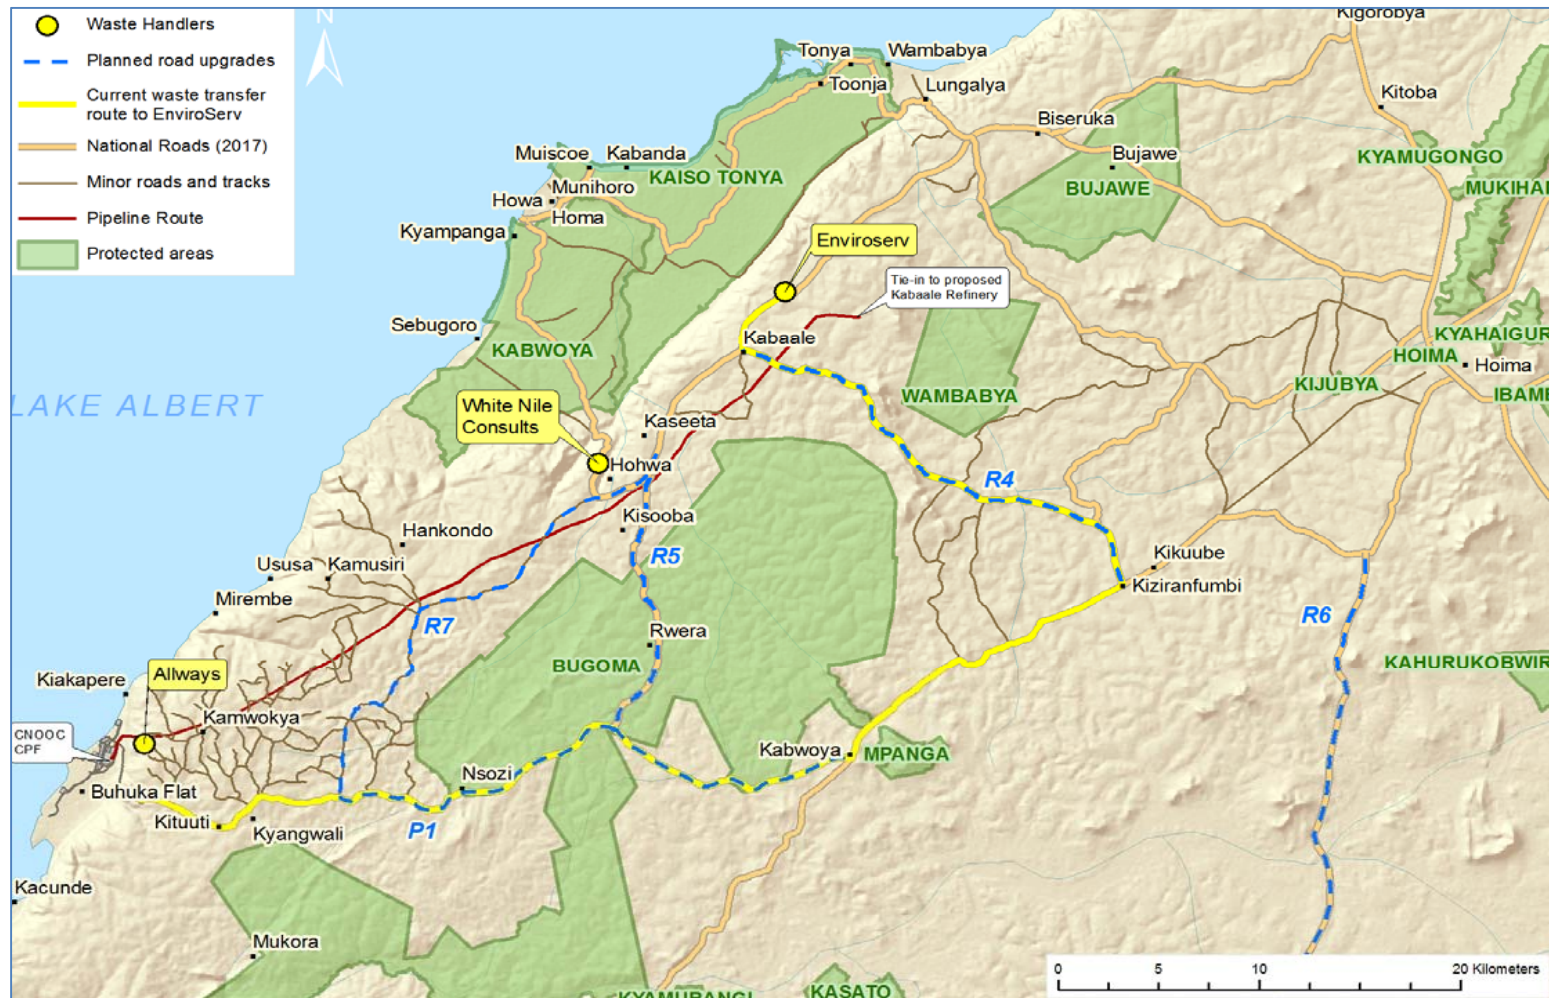 Waste Handlers
Planned road upgrades
Current waste transfer
route to EnviroServ
National Roads (2017)
Minor roads and tracks
Pipeline Route
Protected areas
N
Kigorobya
Tonya
Wambabya
Toonja
Lungalya
Kitoba
Biseruka
Bujawe
BUJAWE
KYAMUGONGO
MUKIHAN
Muiscoe
Kabanda
KAISO TONYA
Munihoro
Howa
Homa
Kyampanga
Enviroserv
Tie-in to proposed
Kabaale Refinery
Sebugoro
KABWOYA
Kabaale
KYAHAIGUR
HOIMA
Hoima
KIJUBYA
IBAMB
WAMBABYA
LAKE ALBERT
White Nile
Consults
Kaseeta
Hohwa
R4
Kisooba
Hankondo
R5
Kikuube
Kiziranfumbi
Ususa
Kamusiri
Mirembe
R7
R6
Rwera
BUGOMA
KAHURUKOBWIR
Allways
Kiakapere
Kamwokya
CNOOC
CPF
Kabwoya
MPANGA
Nsozi
Buhuka Flat
Kituuti
P1
Kyangwali
Kacunde
Mukora
KYAMURANGI
KASATO
0 5 10 20 Kilometers